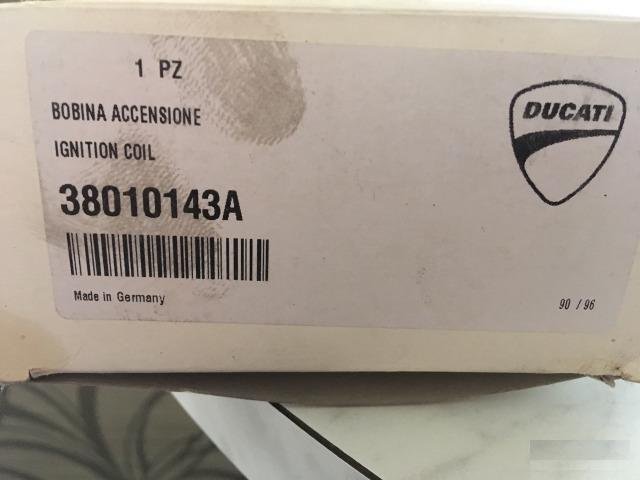 1 PZ
BOBINA ACCENSIONE
DUCATI
IGNITION COIL
38010143A
Made in Germany
90 / 96